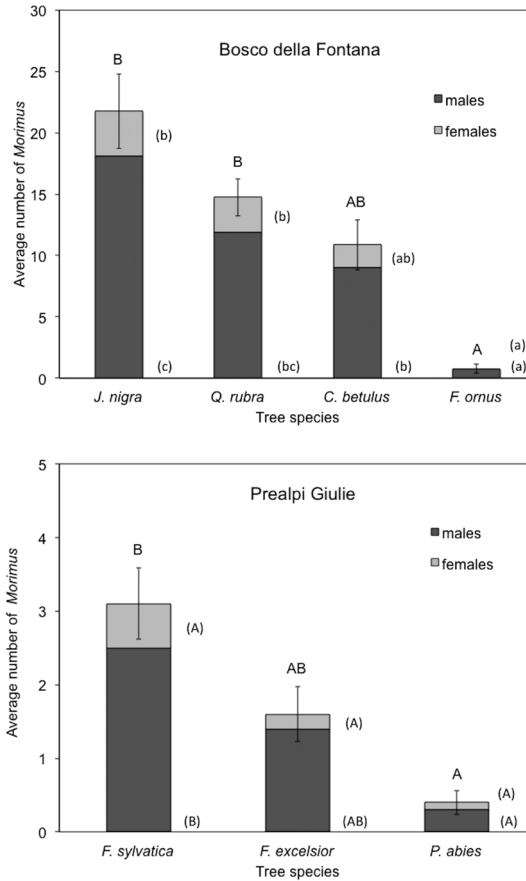 30
Bosco della Fontana
B
25
males
females
(b)
20
B
Average number of Morimus
15
(b)
AB
10
(ab)
5
A
(a)
0
(c)
(bc)
(b)
(a)
J. nigra
Q. rubra
C. betulus
F. ornus
Tree species
5
Prealpi Giulie
B
4
males
females
3
(A)
AB
Average number of Morimus
2
(A)
1
A
(A)
0
(B)
(AB)
(A)
F. sylvatica
F. excelsior
P. abies
Tree species